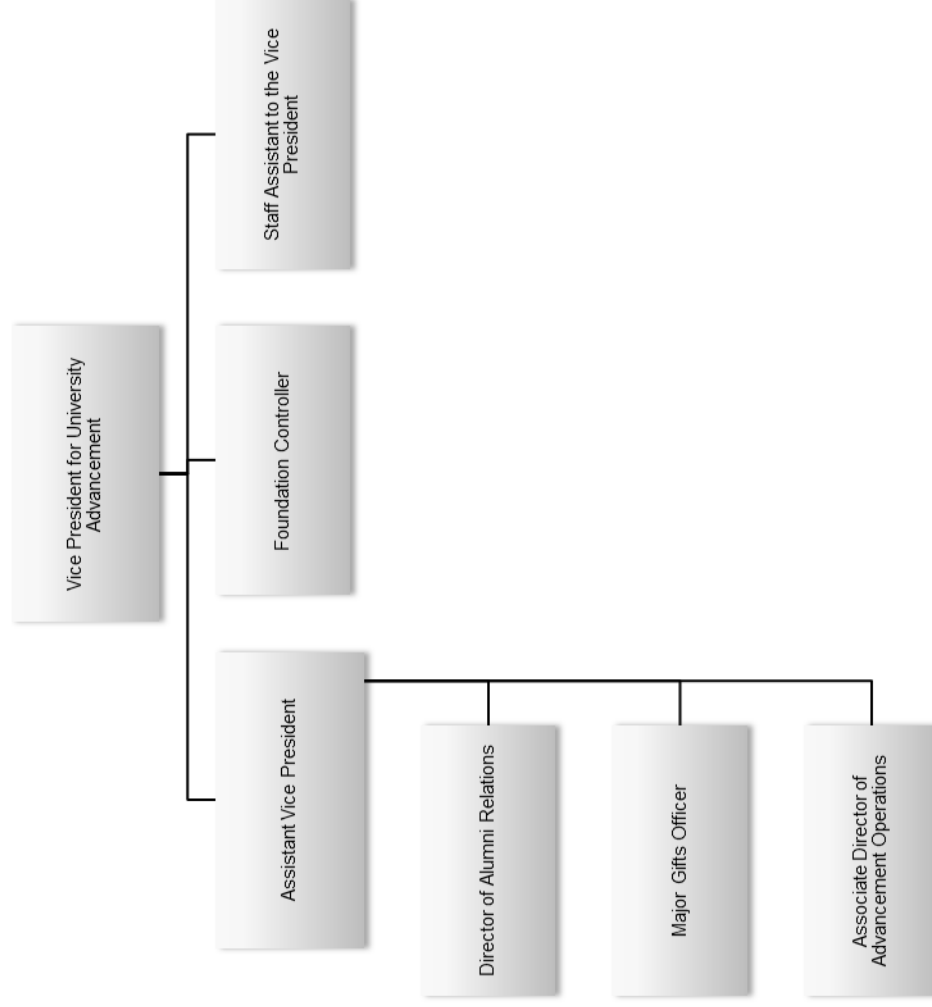 Vice President for University
Advancement
Assistant Vice President
Foundation Controller
Staff Assistant to the Vice
President
Director of Alumni Relations
Major Gifts Officer
Associate Director of
Advancement Operations